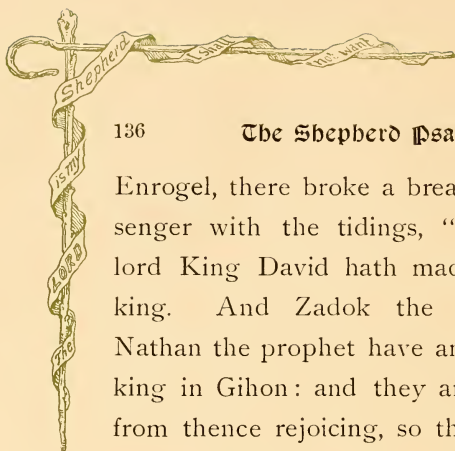 The
LORD
is my
Shepherd
I shall
not want
136 The Shepherd Psa
Enrogel, there broke a brea
senger with the tidings, “
lord King David hath mad
king. And Zadok the
Nathan the prophet have an
king in Gihon: and they ar
from thence rejoicing, so th